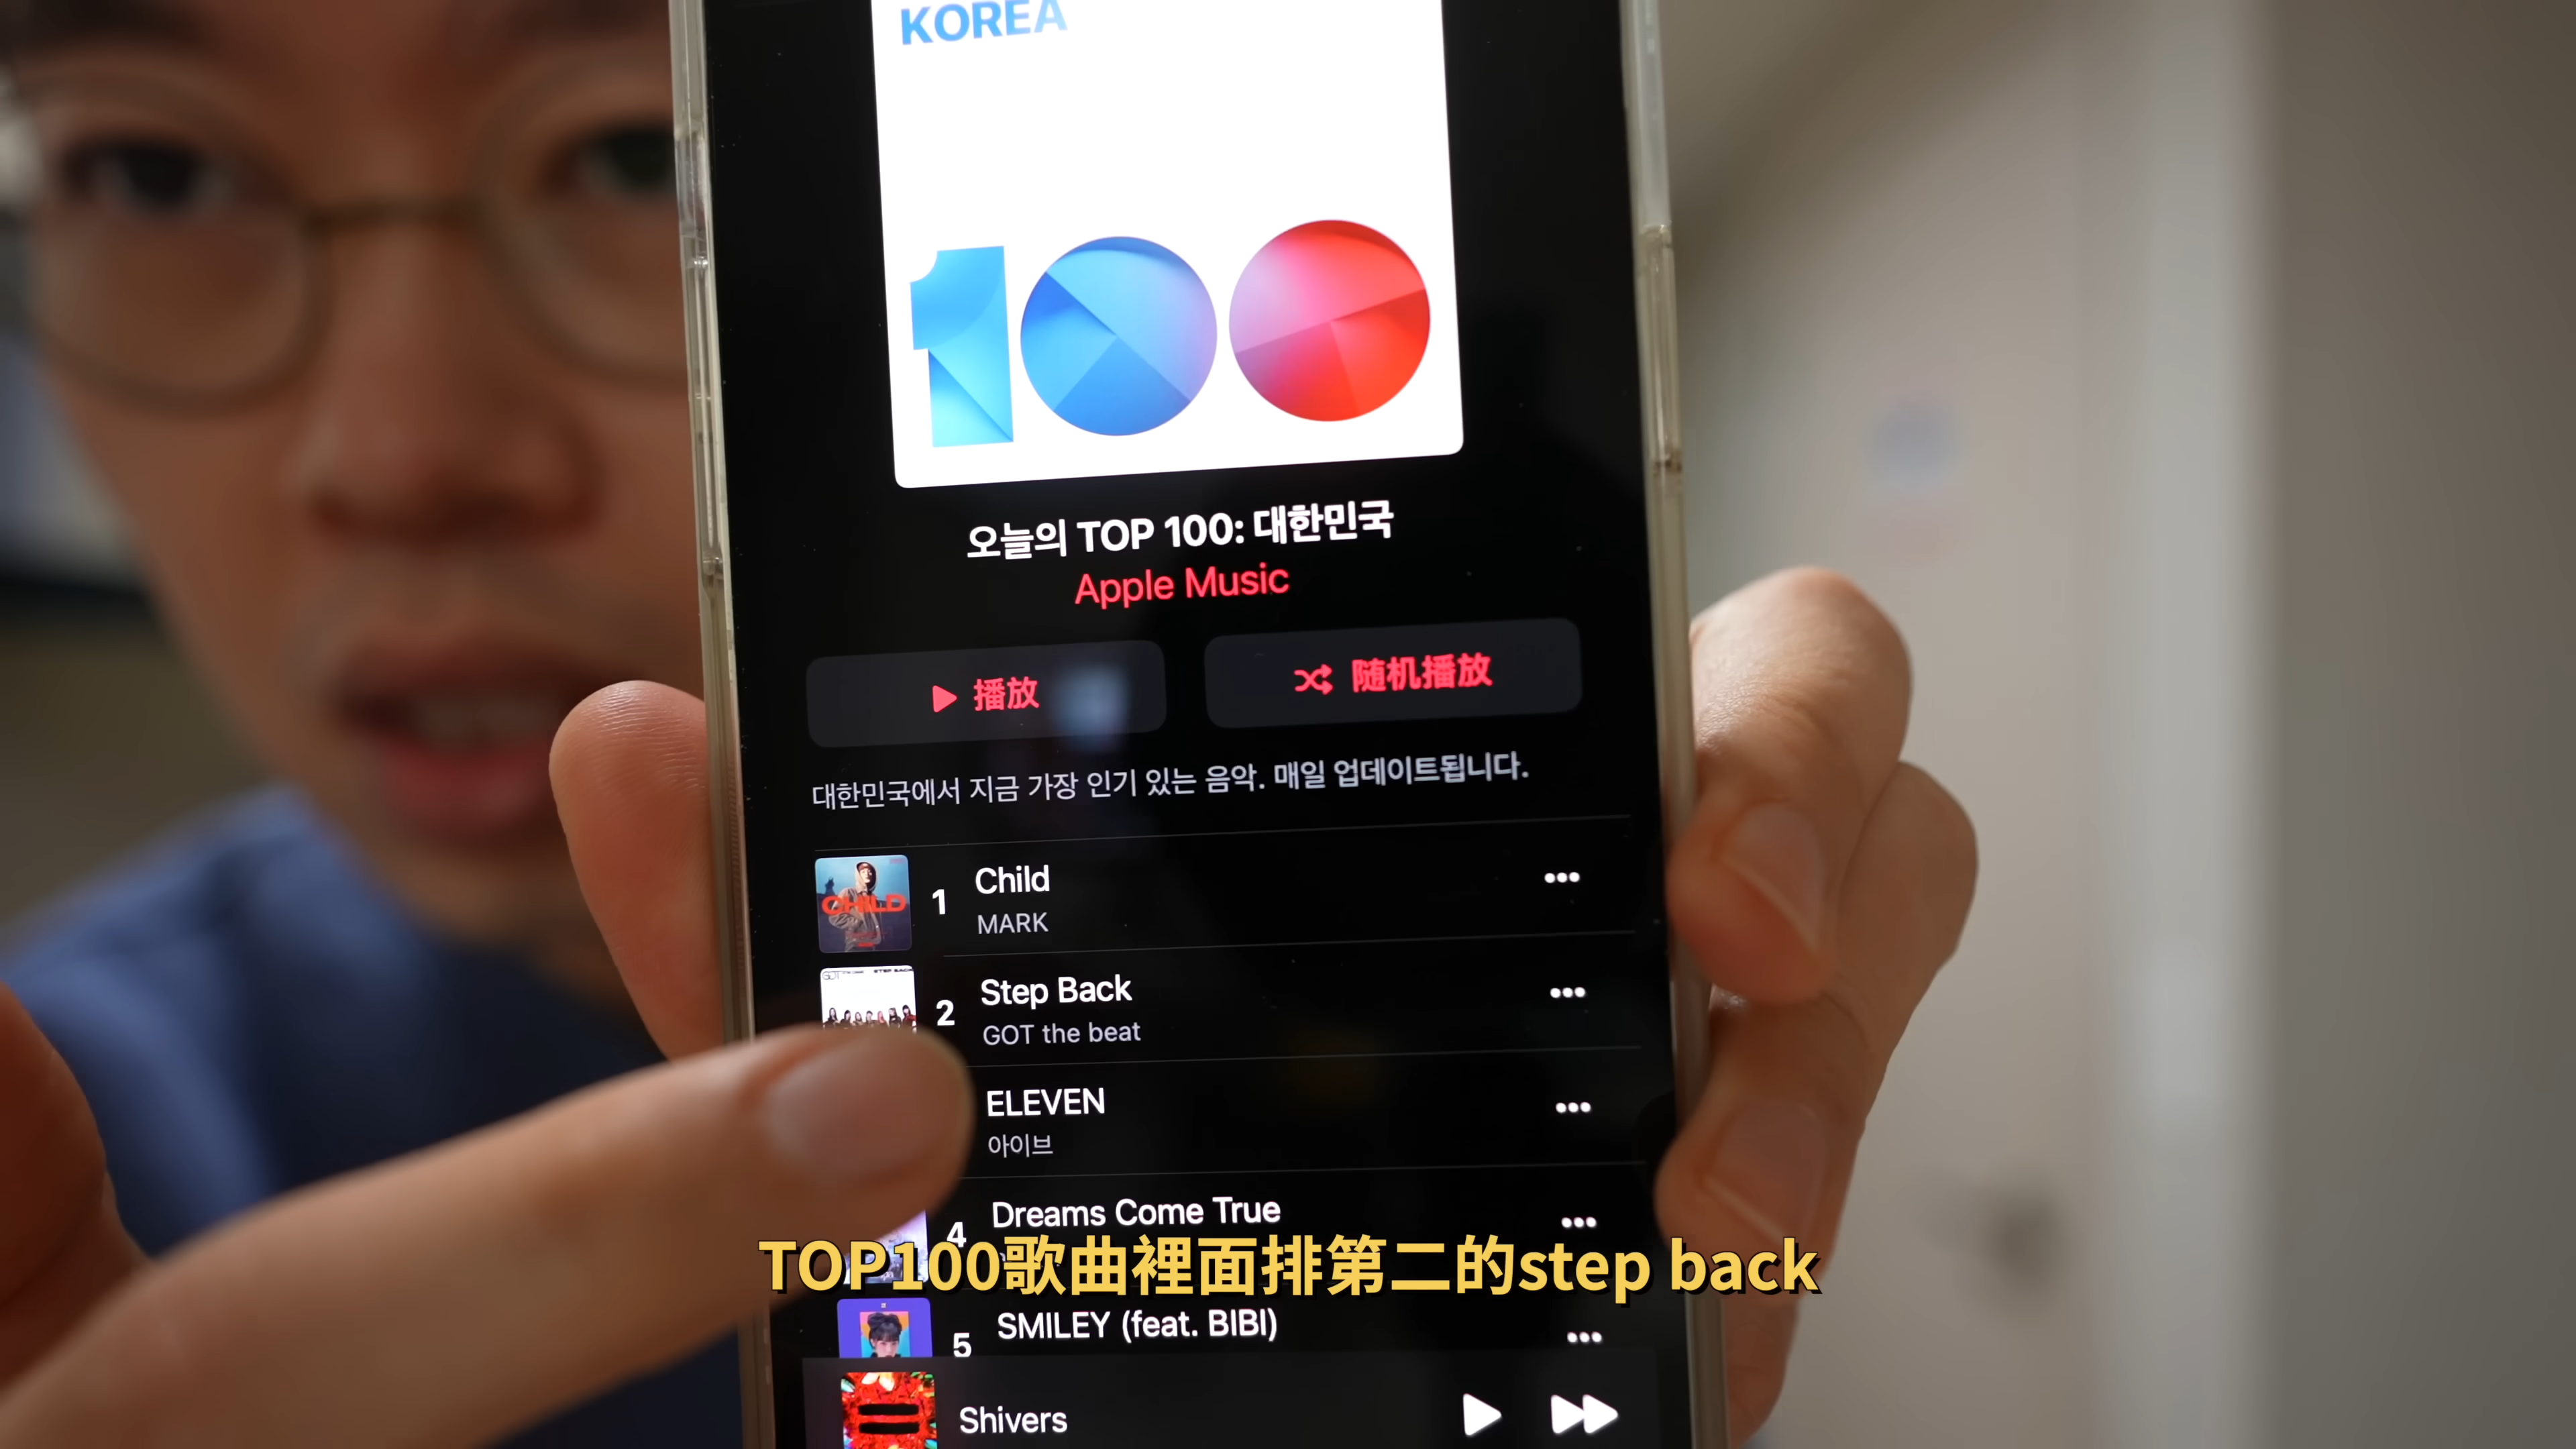 KOREA
100
오늘의 TOP 100: 대한민국
Apple Music
播放
随机播放
대한민국에서 지금 가장 인기 있는 음악. 매일 업데이트됩니다.
CHILD
1
Child
MARK
STEP BACK
2
Step Back
GOT the beat
ELEVEN
아이브
4
Dreams Come True
TOP100歌曲裡面排第二的step back
5
SMILEY (feat. BIBI)
Shivers